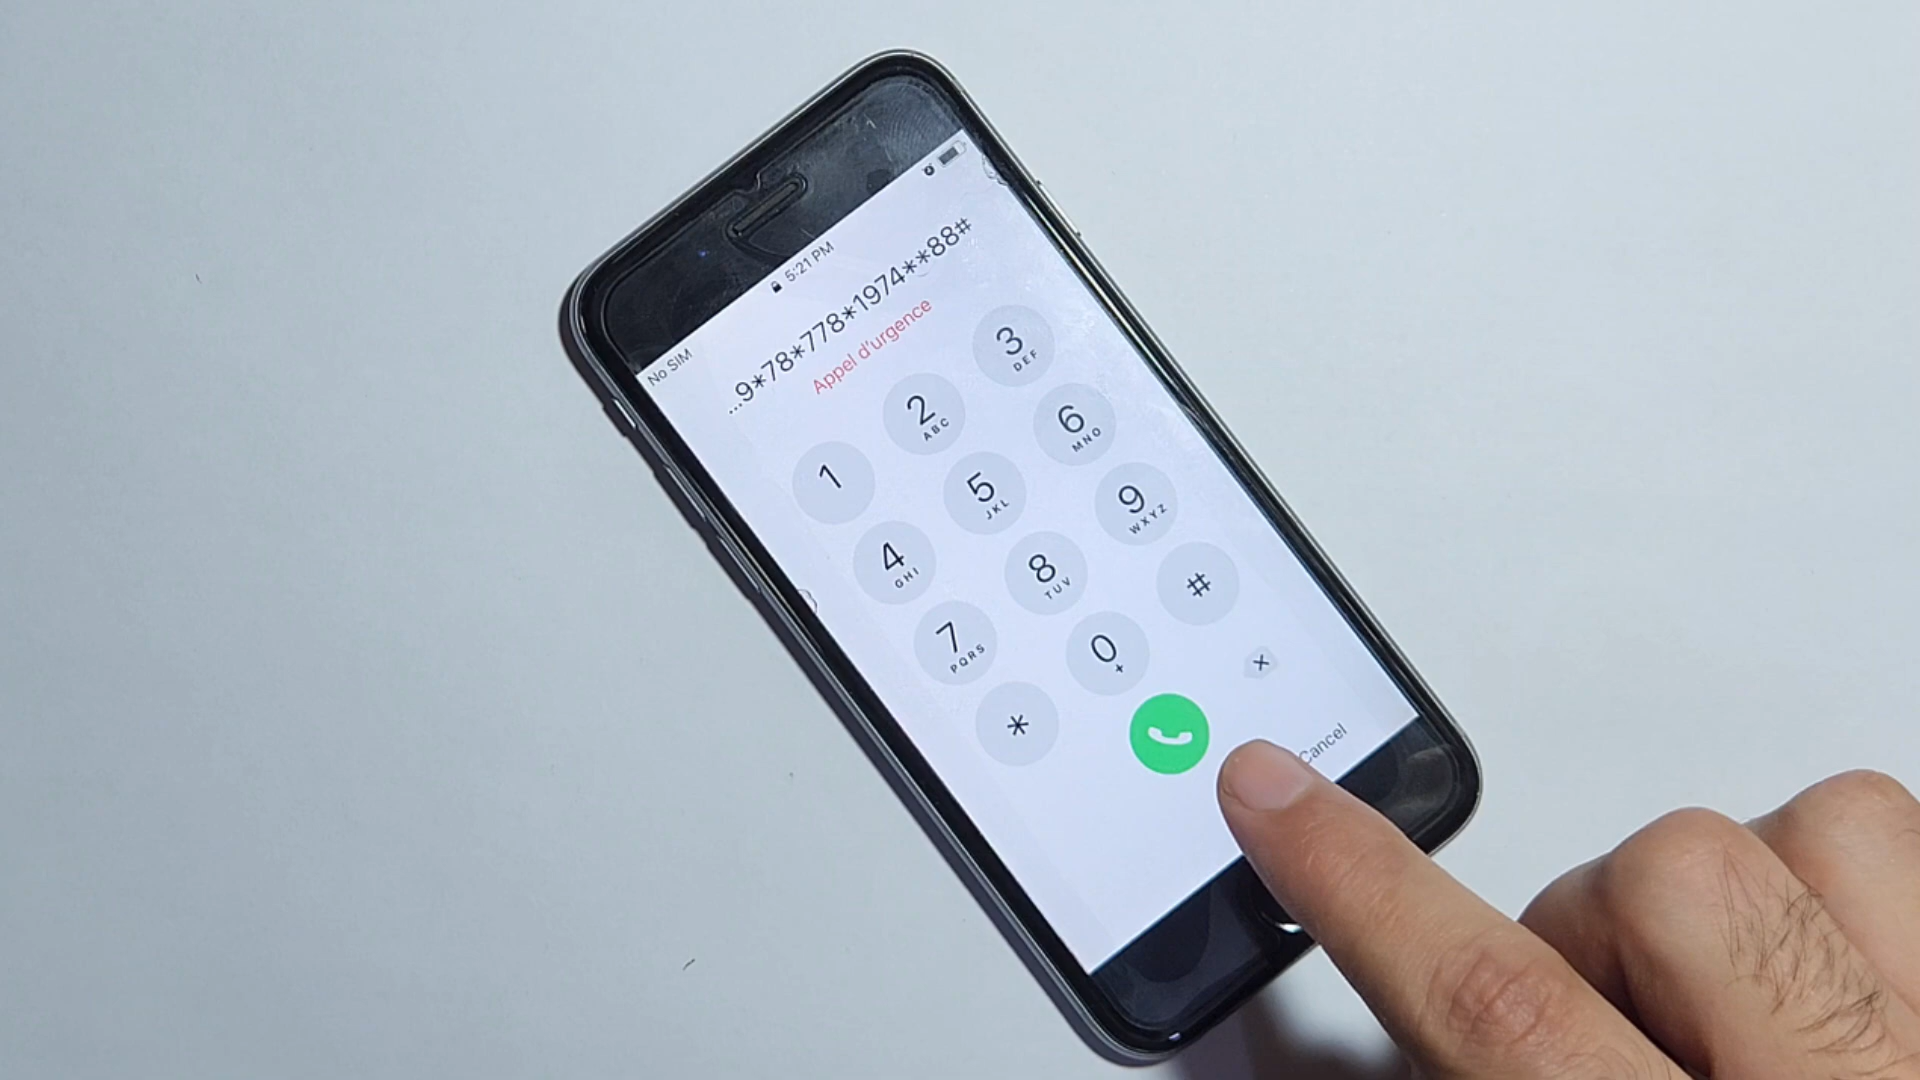 No SIM 5:21 PM
...9*78*778*1974**88#
Appel d'urgence
1
2
ABC
3
DEF
4
GHI
5
JKL
6
MNO
7
PQRS
8
TUV
9
WXYZ
*
0
+
#
Cancel